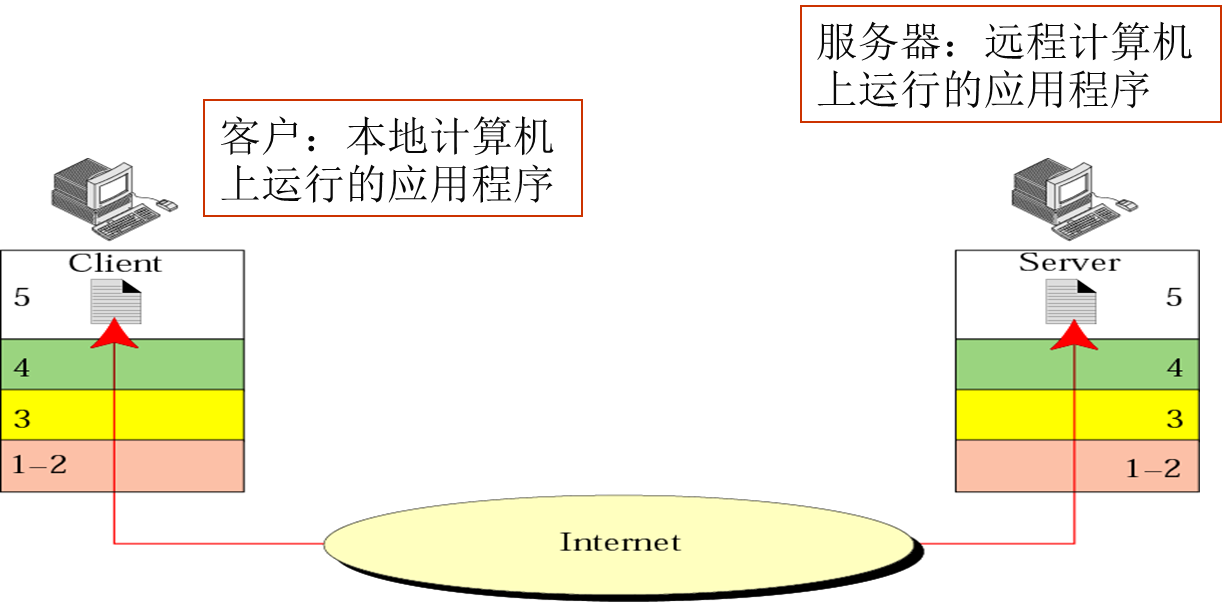 服务器：远程计算机
上运行的应用程序
客户：本地计算机
上运行的应用程序
Client
5
4
3
1–2
Server
5
4
3
1–2
Internet